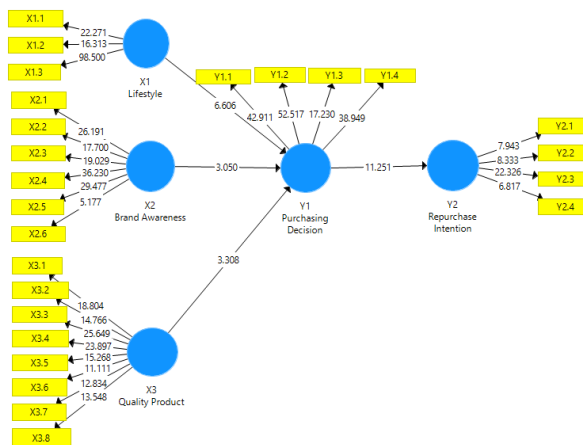 X1.1
22.271
X1.2
16.313
98.500
X1.3
X1
Lifestyle
Y1.1
Y1.2
Y1.3
Y1.4
6.606
42.911
52.517
17.230
38.949
X2.1
26.191
X2.2
17.700
X2.3
19.029
X2.4
36.230
29.477
X2.5
5.177
X2.6
X2
Brand Awareness
3.050
Y1
Purchasing
Decision
11.251
Y2.1
7.943
Y2.2
8.333
22.326
Y2.3
6.817
Y2.4
Y2
Repurchase
Intention
3.308
X3.1
X3.2
18.804
X3.3
14.766
25.649
X3.4
23.897
X3.5
15.268
11.111
X3.6
12.834
X3.7
13.548
X3.8
X3
Quality Product